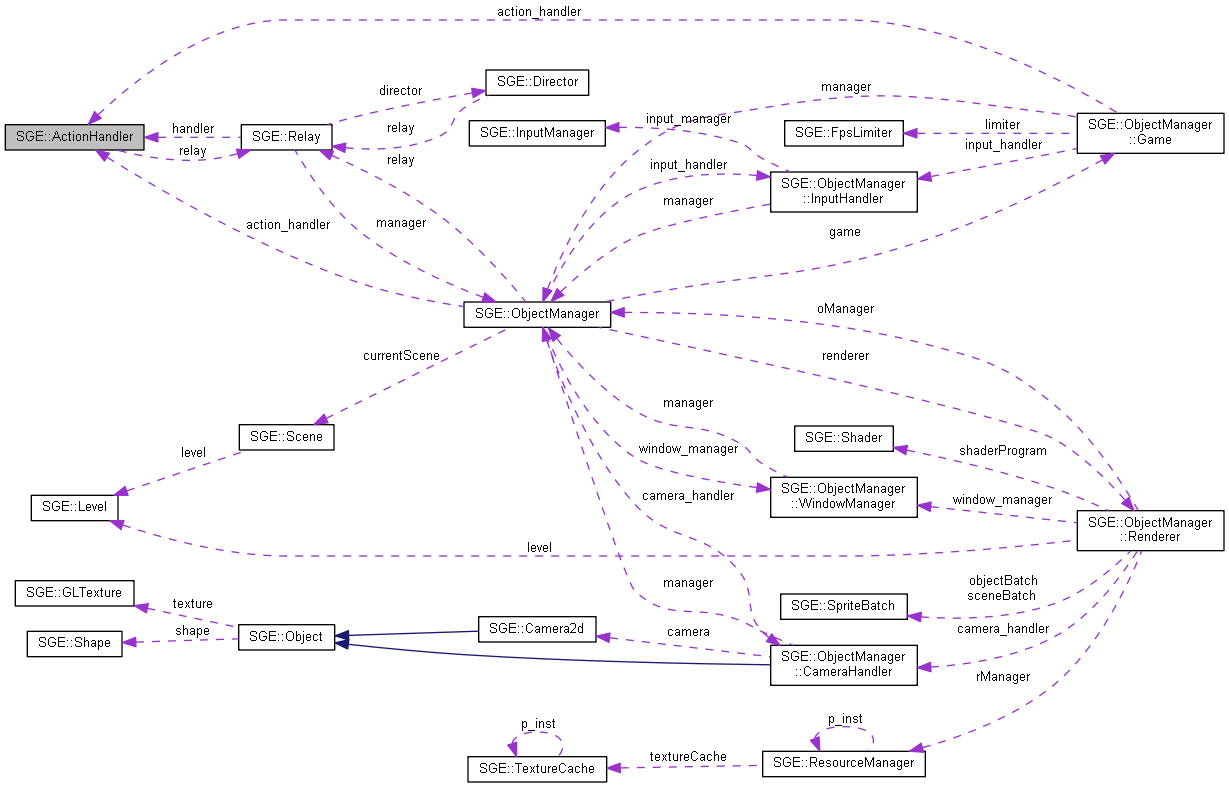 action_handler
SGE::Director
director
manager
SGE::ActionHandler
handler
relay
SGE::Relay
relay
relay
SGE::InputManager
input_manager
SGE::FpsLimiter
limiter
input_handler
SGE::ObjectManager
::Game
input_handler
SGE::ObjectManager
::InputHandler
manager
action_handler
manager
game
SGE::ObjectManager
oManager
currentScene
renderer
manager
SGE::Scene
window_manager
SGE::Shader
shaderProgram
level
SGE::Level
camera_handler
SGE::ObjectManager
::WindowManager
window_manager
SGE::ObjectManager
::Renderer
level
SGE::GLTexture
texture
manager
SGE::SpriteBatch
objectBatch
sceneBatch
SGE::Shape
shape
SGE::Object
SGE::Camera2d
camera
SGE::ObjectManager
::CameraHandler
camera_handler
rManager
p_inst
p_inst
SGE::TextureCache
textureCache
SGE::ResourceManager